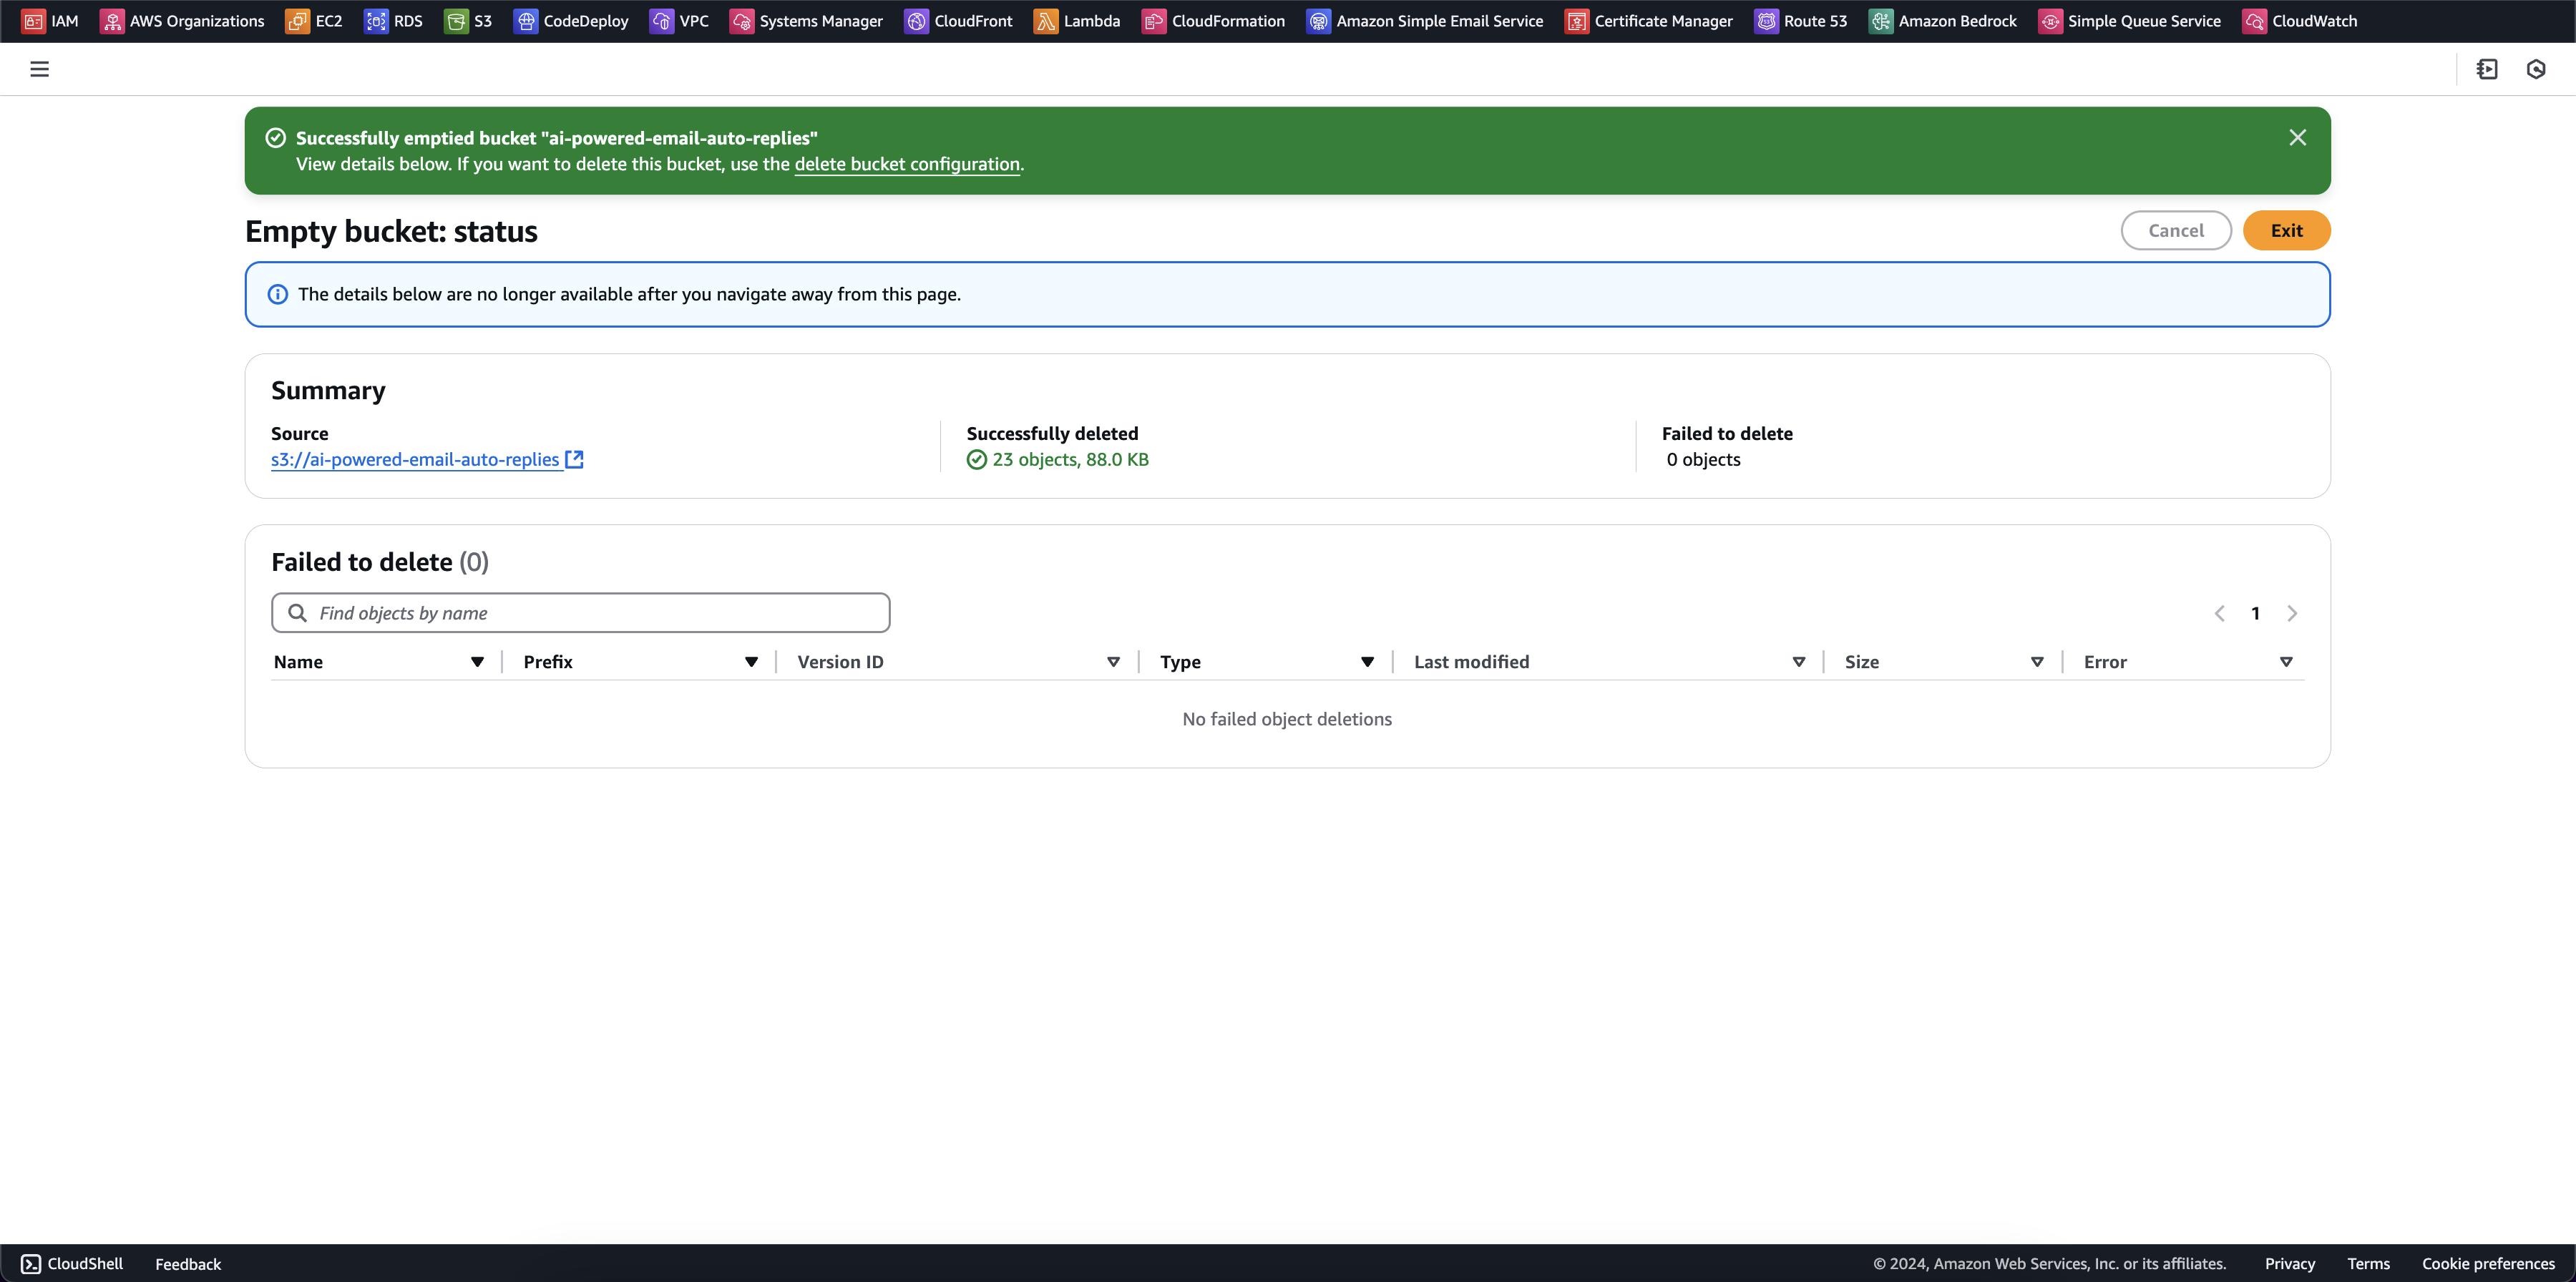 IAM AWS Organizations EC2 RDS S3 CodeDeploy VPC Systems Manager CloudFront Lambda CloudFormation Amazon Simple Email Service Certificate Manager Route 53 Amazon Bedrock Simple Queue Service CloudWatch
Successfully emptied bucket "ai-powered-email-auto-replies"
View details below. If you want to delete this bucket, use the delete bucket configuration.
Empty bucket: status
Cancel Exit
The details below are no longer available after you navigate away from this page.
Summary
Source Successfully deleted Failed to delete
s3://ai-powered-email-auto-replies 23 objects, 88.0 KB 0 objects
Failed to delete (0)
Find objects by name 1
Name Prefix Version ID Type Last modified Size Error
No failed object deletions
CloudShell Feedback © 2024, Amazon Web Services, Inc. or its affiliates. Privacy Terms Cookie preferences